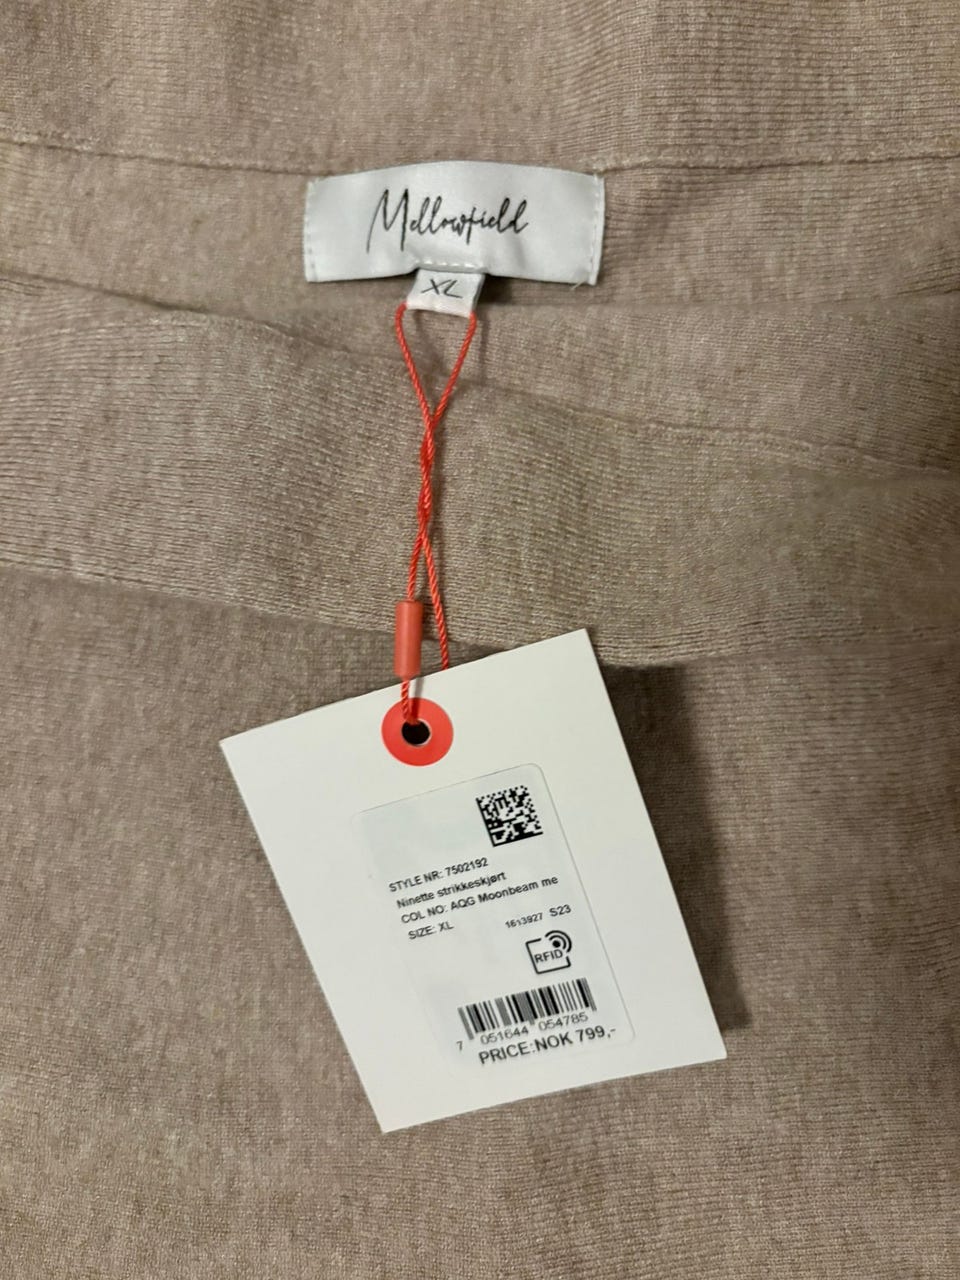 Mellowfield
XL
STYLE NR: 7502192
Ninette strikkeskjørt
COL NO: AQG Moonbeam me
SIZE: XL
1613927 S23
RFID
7 051644 054785
PRICE:NOK 799,-